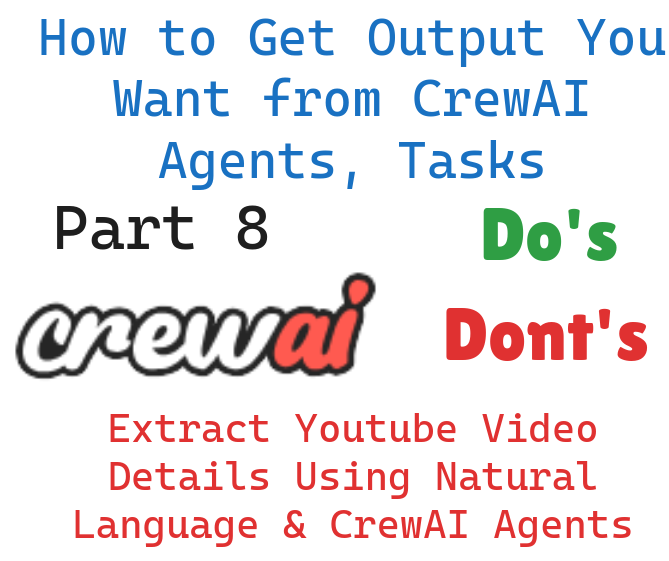 How to Get Output You
Want from CrewAI
Agents, Tasks
Part 8
Do's
crewai
Dont's
Extract Youtube Video
Details Using Natural
Language & CrewAI Agents